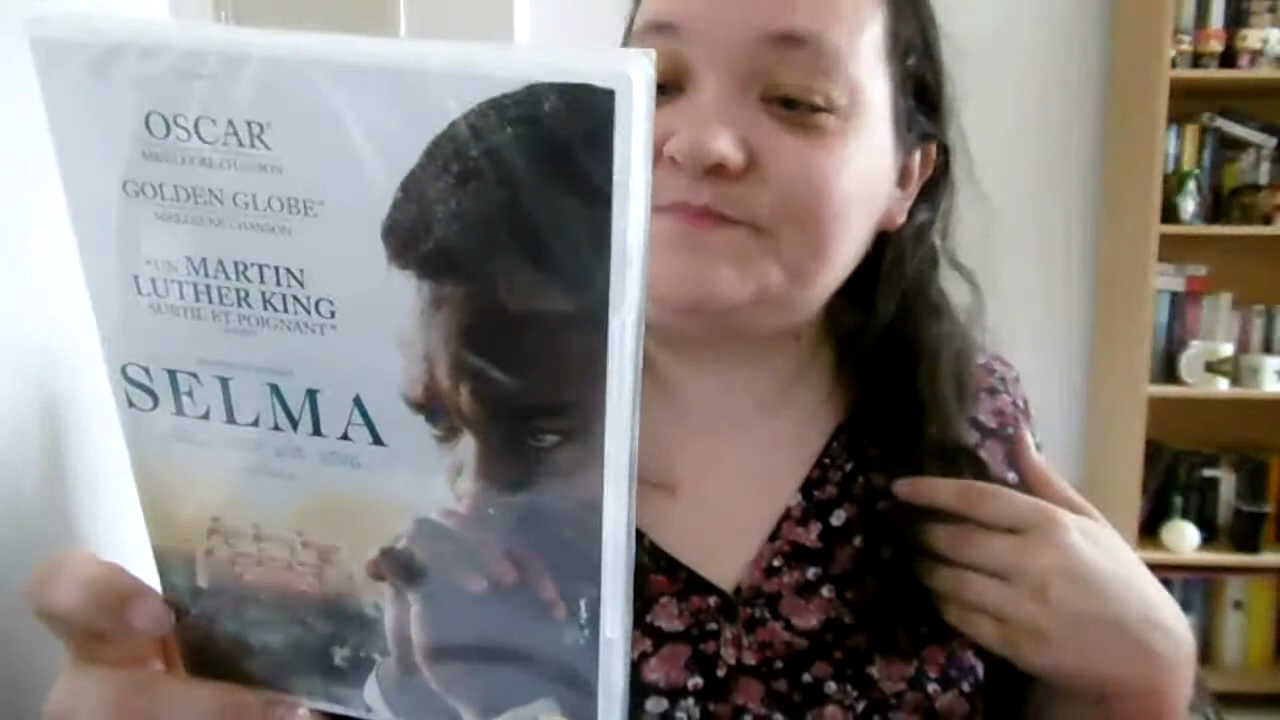 OSCAR®
MEILLEURE CHANSON
GOLDEN GLOBE®
MEILLEURE CHANSON
"UN MARTIN
LUTHER KING
SUBTIL ET POIGNANT"
SELMA